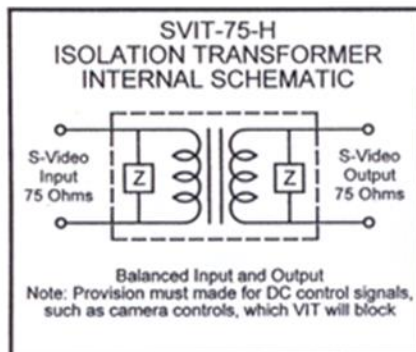 SVIT-75-H
ISOLATION TRANSFORMER
INTERNAL SCHEMATIC
S-Video
Input
75 Ohms
Z
Z
S-Video
Output
75 Ohms
Balanced Input and Output
Note: Provision must made for DC control signals,
such as camera controls, which VIT will block